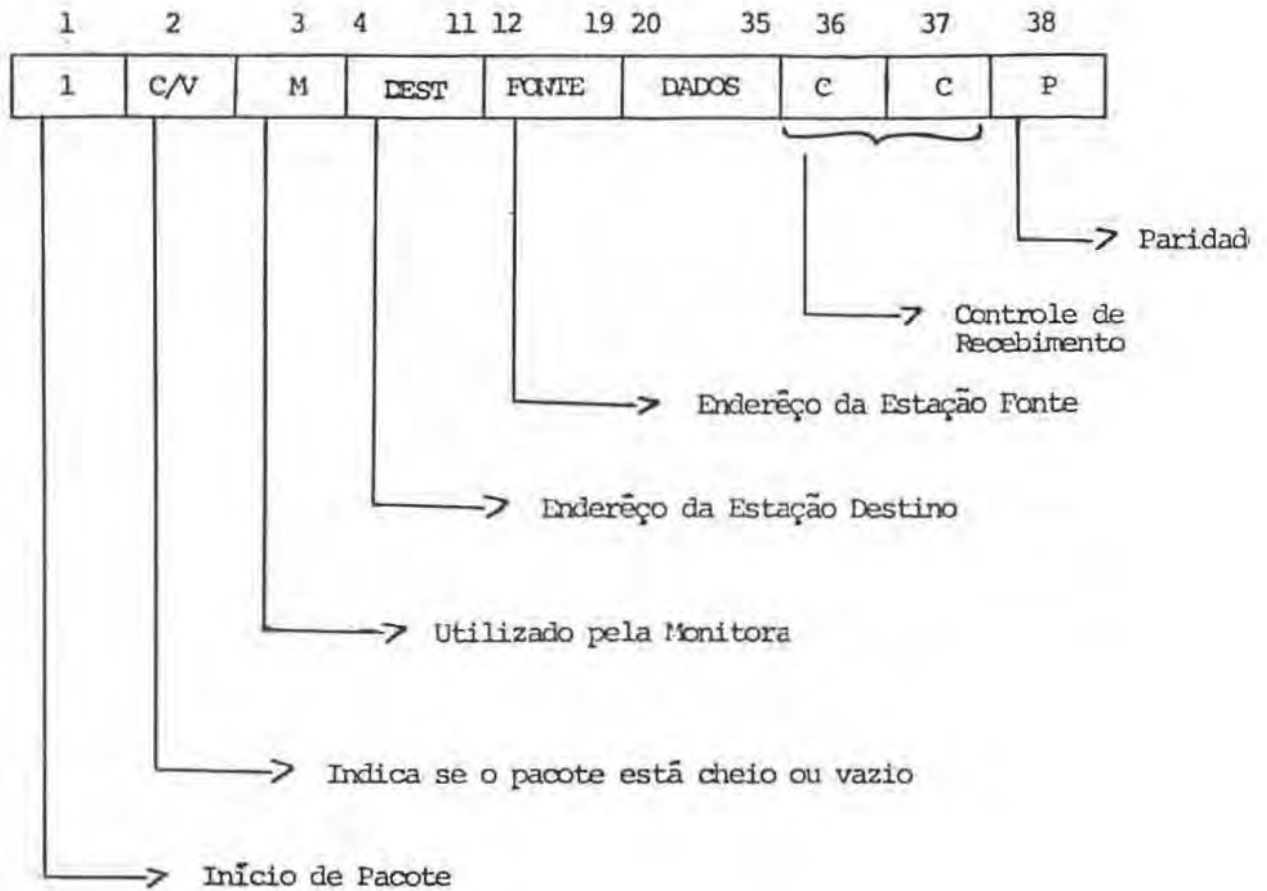 1 2 3 4 11 12 19 20 35 36 37 38
1 C/V M DEST FONTE DADOS C C P
Paridad
Controle de
Recebimento
Enderêço da Estação Fonte
Enderêço da Estação Destino
Utilizado pela Monitora
Indica se o pacote está cheio ou vazio
Início de Pacote